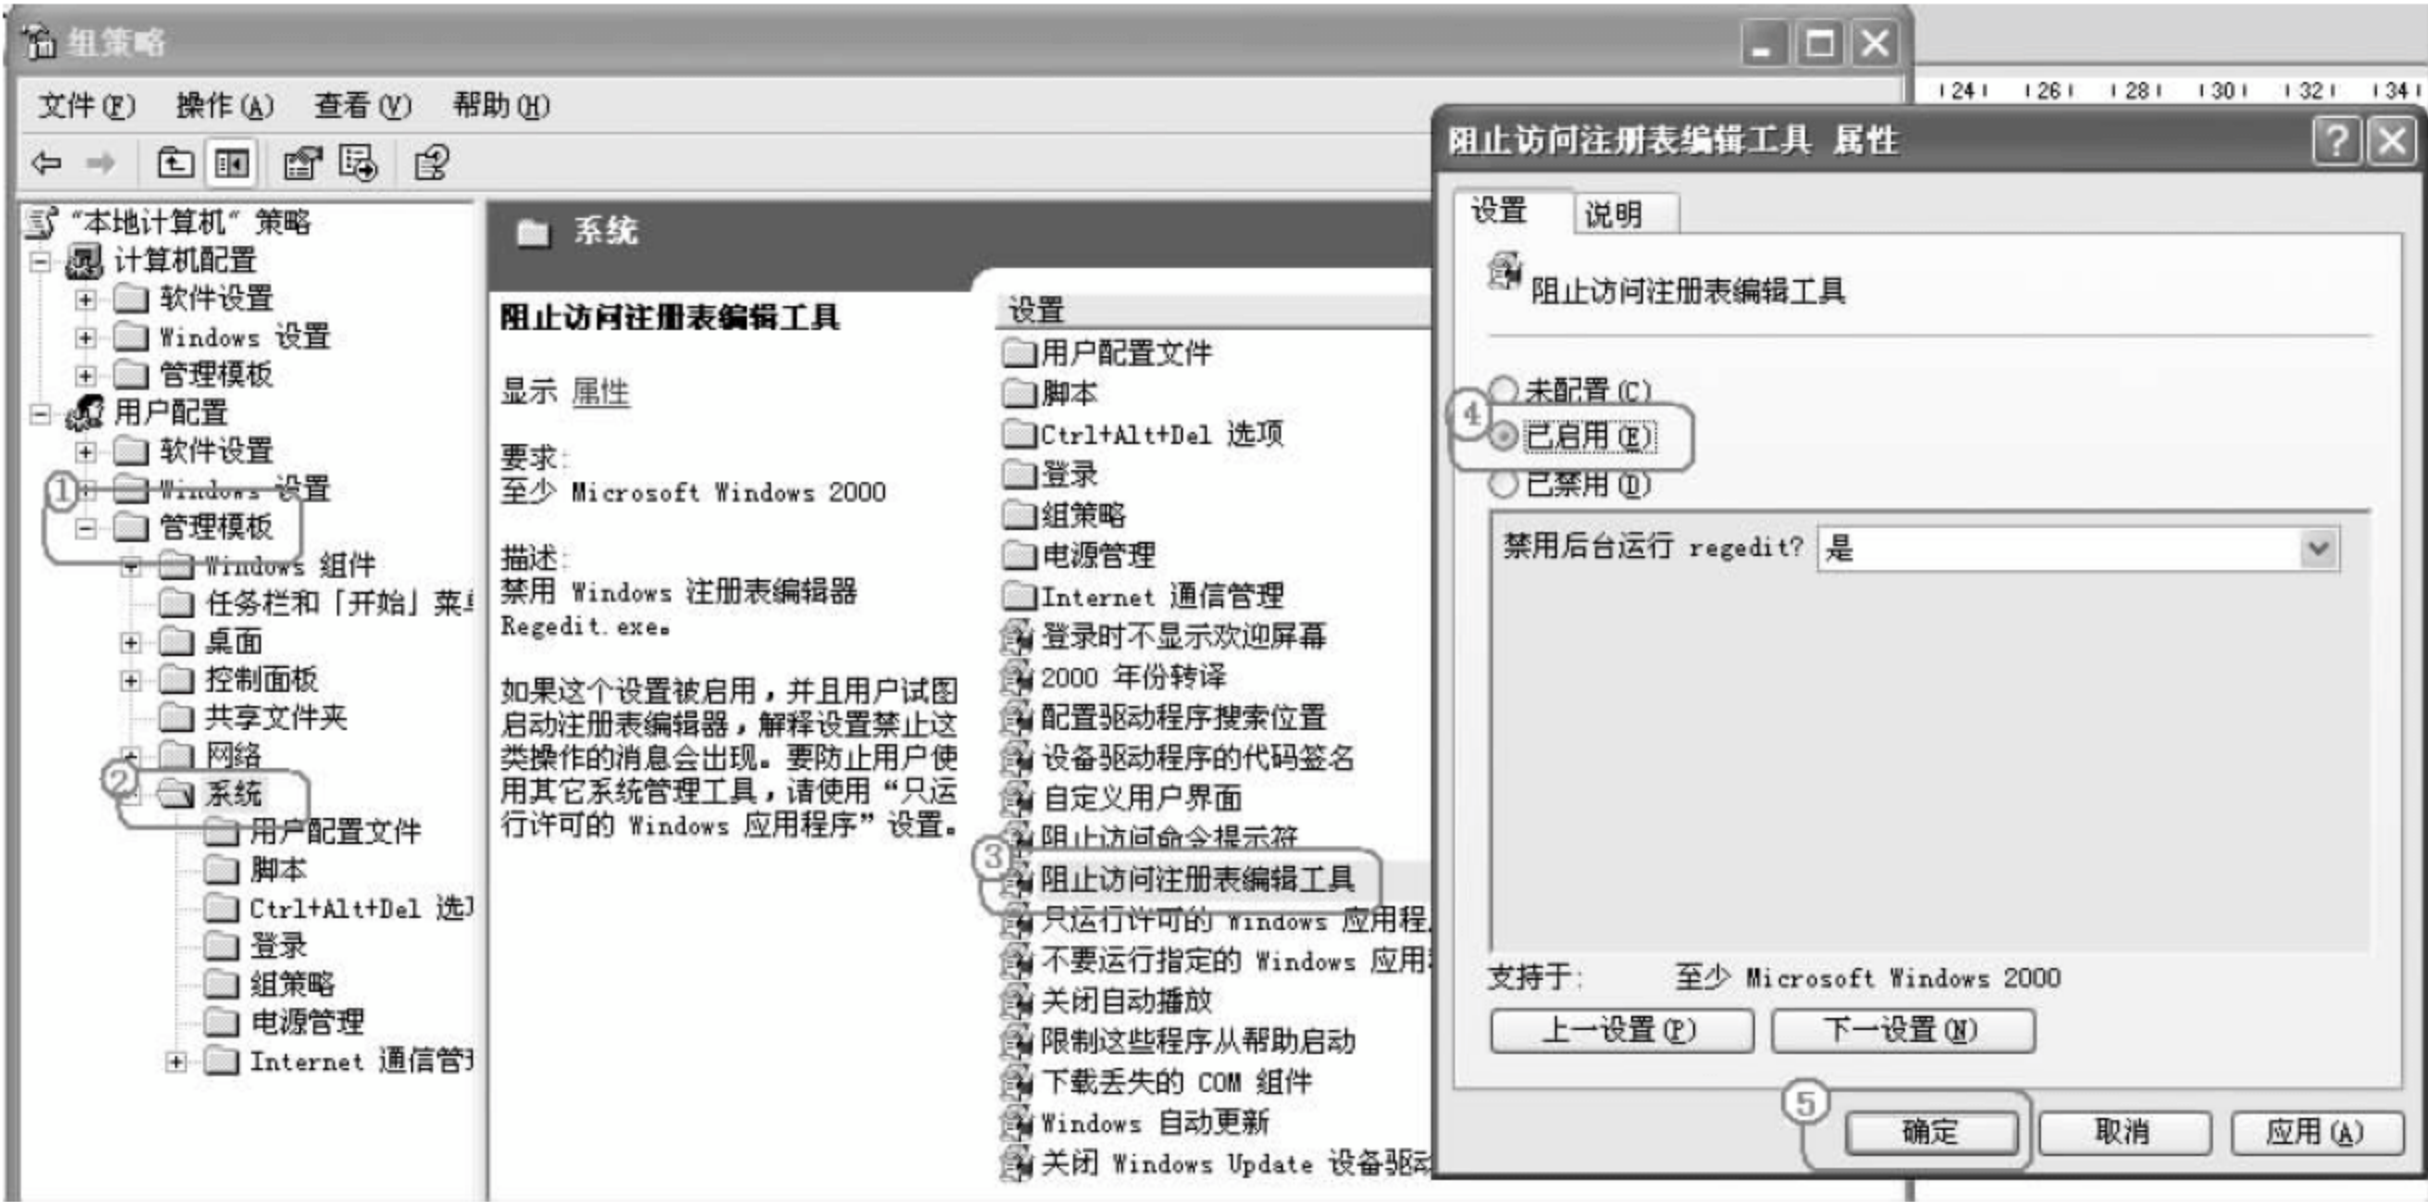 组策略
文件(F) 操作(A) 查看(V) 帮助(H)
124 126 128 130 132 134
"本地计算机" 策略
计算机配置
软件设置
Windows 设置
管理模板
用户配置
软件设置
① Windows 设置
管理模板
Windows 组件
任务栏和「开始」菜
桌面
控制面板
共享文件夹
网络
② 系统
用户配置文件
脚本
Ctrl+Alt+Del 选
登录
组策略
电源管理
Internet 通信管
系统
阻止访问注册表编辑工具
显示 属性
要求:
至少 Microsoft Windows 2000
描述:
禁用 Windows 注册表编辑器
Regedit.exe。
如果这个设置被启用，并且用户试图
启动注册表编辑器，解释设置禁止这
类操作的消息会出现。要防止用户使
用其它系统管理工具，请使用“只运
行许可的 Windows 应用程序”设置。
设置
用户配置文件
脚本
Ctrl+Alt+Del 选项
登录
组策略
电源管理
Internet 通信管理
登录时不显示欢迎屏幕
2000 年份转译
配置驱动程序搜索位置
设备驱动程序的代码签名
自定义用户界面
阻止访问命令提示符
③ 阻止访问注册表编辑工具
只运行许可的 Windows 应用程
不要运行指定的 Windows 应用
关闭自动播放
限制这些程序从帮助启动
下载丢失的 COM 组件
Windows 自动更新
关闭 Windows Update 设备驱动
阻止访问注册表编辑工具 属性
设置 说明
阻止访问注册表编辑工具
未配置(C)
④ 已启用(E)
已禁用(D)
禁用后台运行 regedit? 是
支持于: 至少 Microsoft Windows 2000
上一设置(P) 下一设置(N)
⑤ 确定 取消 应用(A)